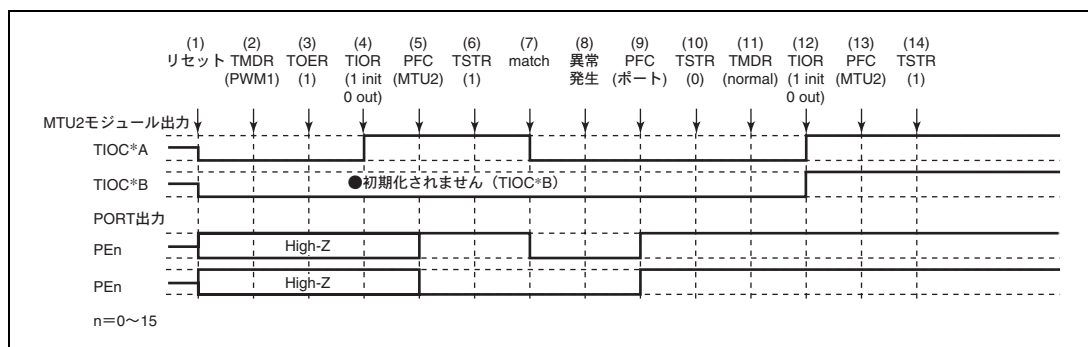 (1) (2) (3) (4) (5) (6) (7) (8) (9) (10) (11) (12) (13) (14)
リセット TMDR TOER TIOR PFC TSTR match 異常 PFC TSTR TMDR TIOR PFC TSTR
(PWM1) (1) (1 init (MTU2) (1) 発生 (ポート) (0) (normal) (1 init (MTU2) (1)
0 out) 0 out)
MTU2モジュール出力
TIOC*A
TIOC*B ●初期化されません（TIOC*B）
PORT出力
PEn High-Z
PEn High-Z
n＝0〜15